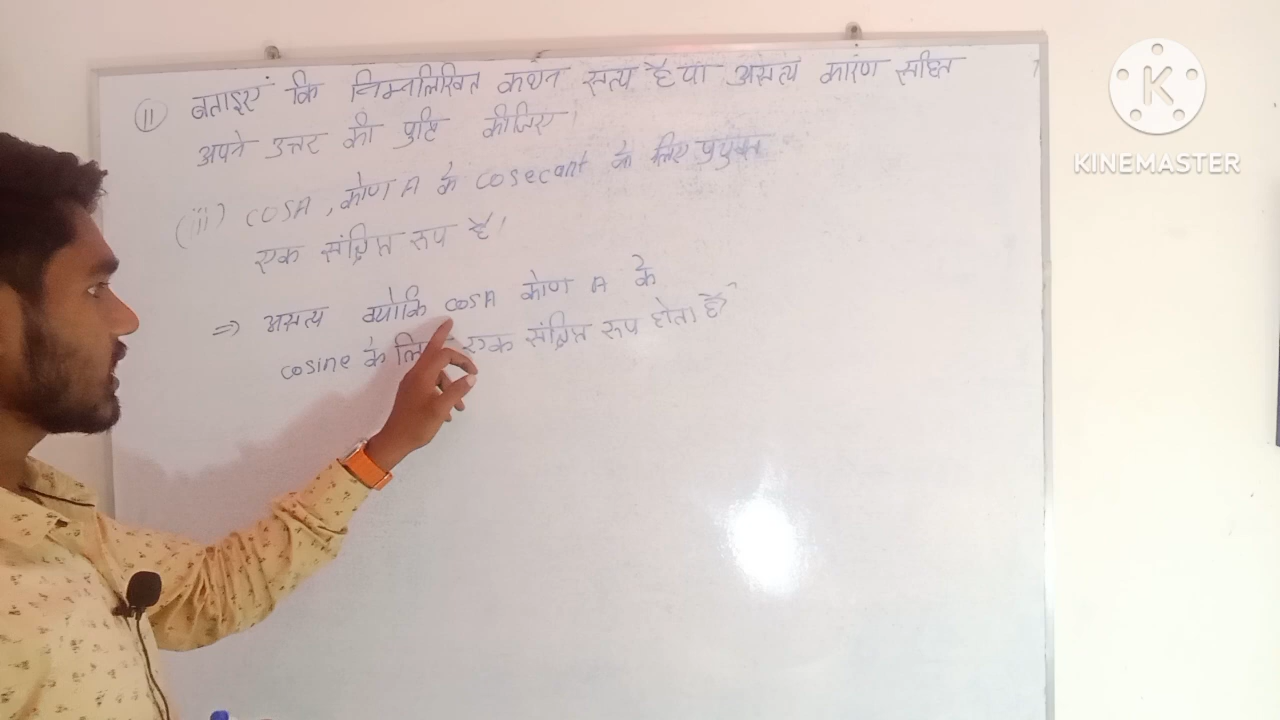 (11) बताइए कि निम्नलिखित कथन सत्य है या असत्य कारण सहित
अपने उत्तर की पुष्टि कीजिए।
(iii) cosA , कोण A के cosecant के लिए प्रयुक्त
एक संक्षिप्त रूप है।
⇒ असत्य क्योकि cosA कोण A के
cosine के लिए एक संक्षिप्त रूप होता है
K
KINEMASTER